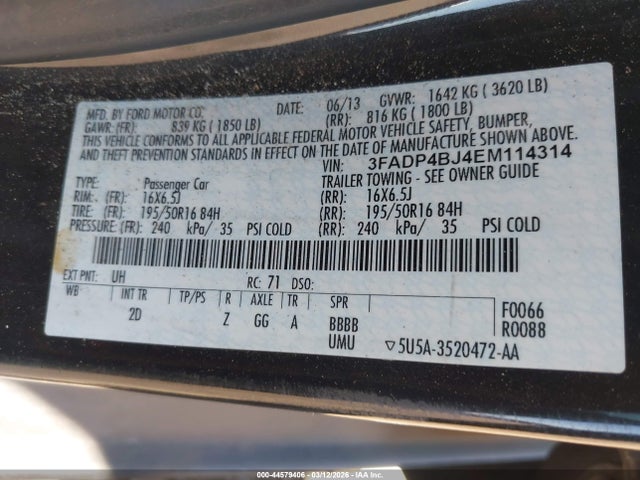 MFD. BY FORD MOTOR CO. DATE: 06/13 GVWR: 1642 KG ( 3620 LB)
GAWR: (FR): 839 KG ( 1850 LB) (RR): 816 KG ( 1800 LB)
THIS VEHICLE CONFORMS TO ALL APPLICABLE FEDERAL MOTOR VEHICLE SAFETY, BUMPER,
AND THEFT PREVENTION STANDARDS IN EFFECT ON THE DATE OF MANUFACTURE SHOWN ABOVE.
VIN: 3FADP4BJ4EM114314
TYPE: Passenger Car TRAILER TOWING - SEE OWNER GUIDE
RIM: (FR): 16X6.5J (RR): 16X6.5J
TIRE: (FR): 195/50R16 84H (RR): 195/50R16 84H
PRESSURE: (FR): 240 kPa/ 35 PSI COLD (RR): 240 kPa/ 35 PSI COLD
EXT PNT: UH RC: 71 DSO:
WB INT TR TP/PS R AXLE TR SPR F0066
2D Z GG A BBBB R0088
UMU ▽5U5A-3520472-AA
000-44579406 - 03/12/2026 - IAAI.COM